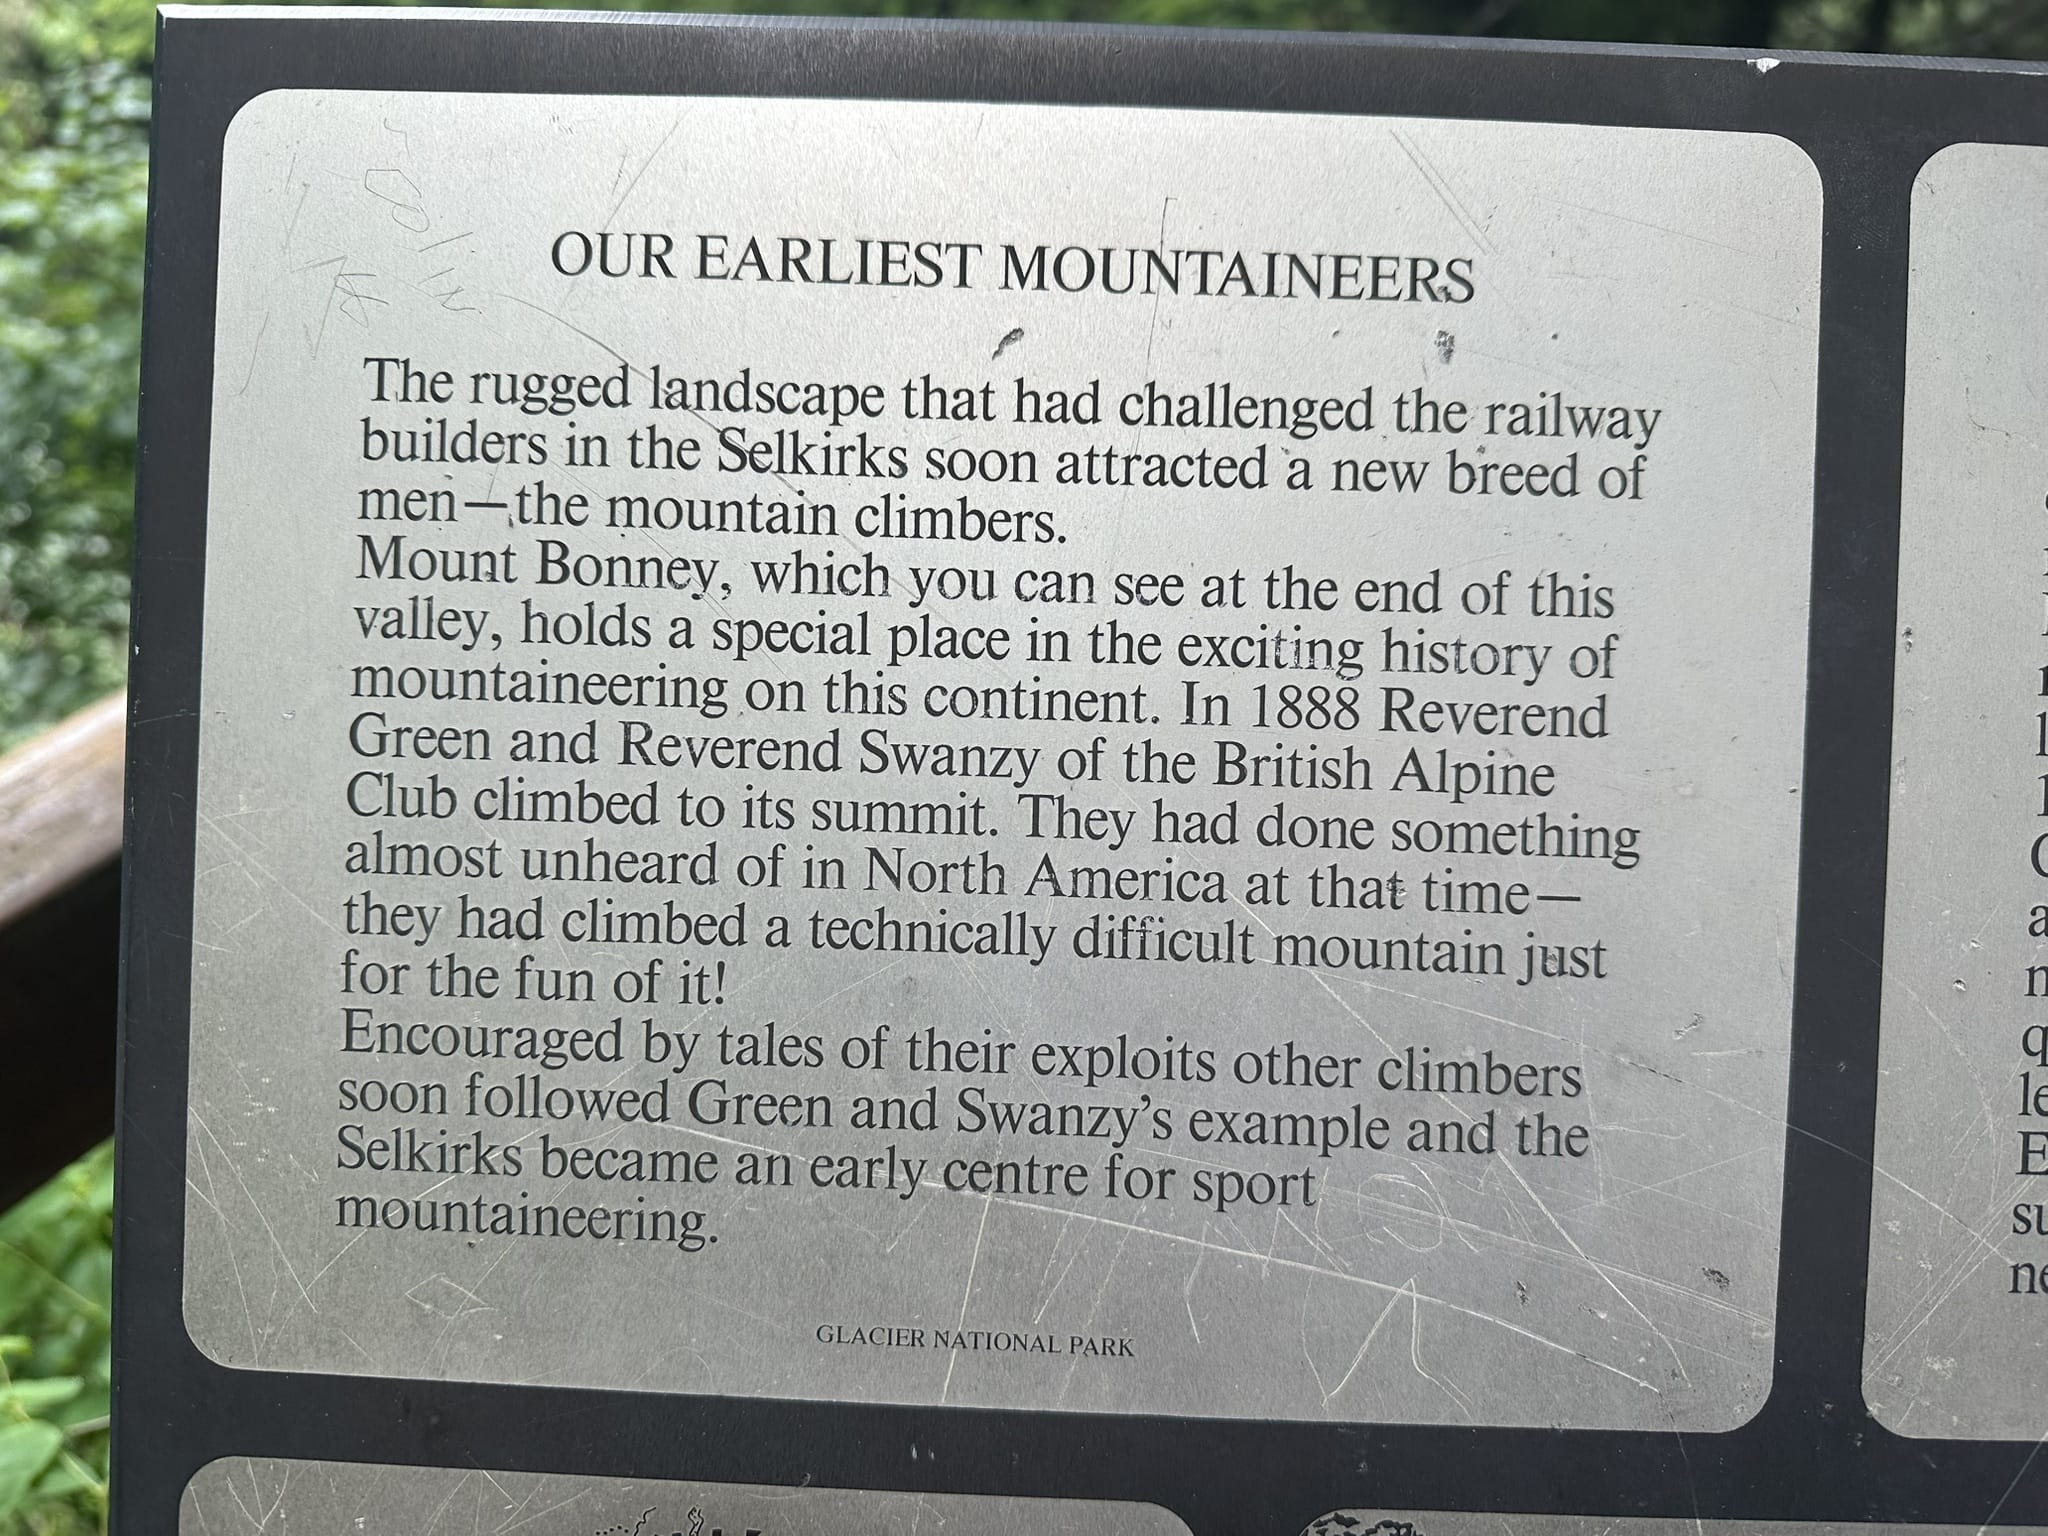 OUR EARLIEST MOUNTAINEERS
The rugged landscape that had challenged the railway
builders in the Selkirks soon attracted a new breed of
men—the mountain climbers.
Mount Bonney, which you can see at the end of this
valley, holds a special place in the exciting history of
mountaineering on this continent. In 1888 Reverend
Green and Reverend Swanzy of the British Alpine
Club climbed to its summit. They had done something
almost unheard of in North America at that time—
they had climbed a technically difficult mountain just
for the fun of it!
Encouraged by tales of their exploits other climbers
soon followed Green and Swanzy's example and the
Selkirks became an early centre for sport
mountaineering.
GLACIER NATIONAL PARK